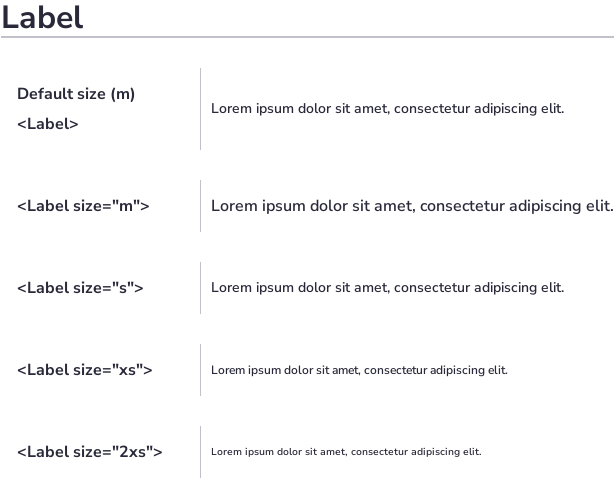 Label
Default size (m)
<Label>
Lorem ipsum dolor sit amet, consectetur adipiscing elit.
<Label size="m">
Lorem ipsum dolor sit amet, consectetur adipiscing elit.
<Label size="s">
Lorem ipsum dolor sit amet, consectetur adipiscing elit.
<Label size="xs">
Lorem ipsum dolor sit amet, consectetur adipiscing elit.
<Label size="2xs">
Lorem ipsum dolor sit amet, consectetur adipiscing elit.